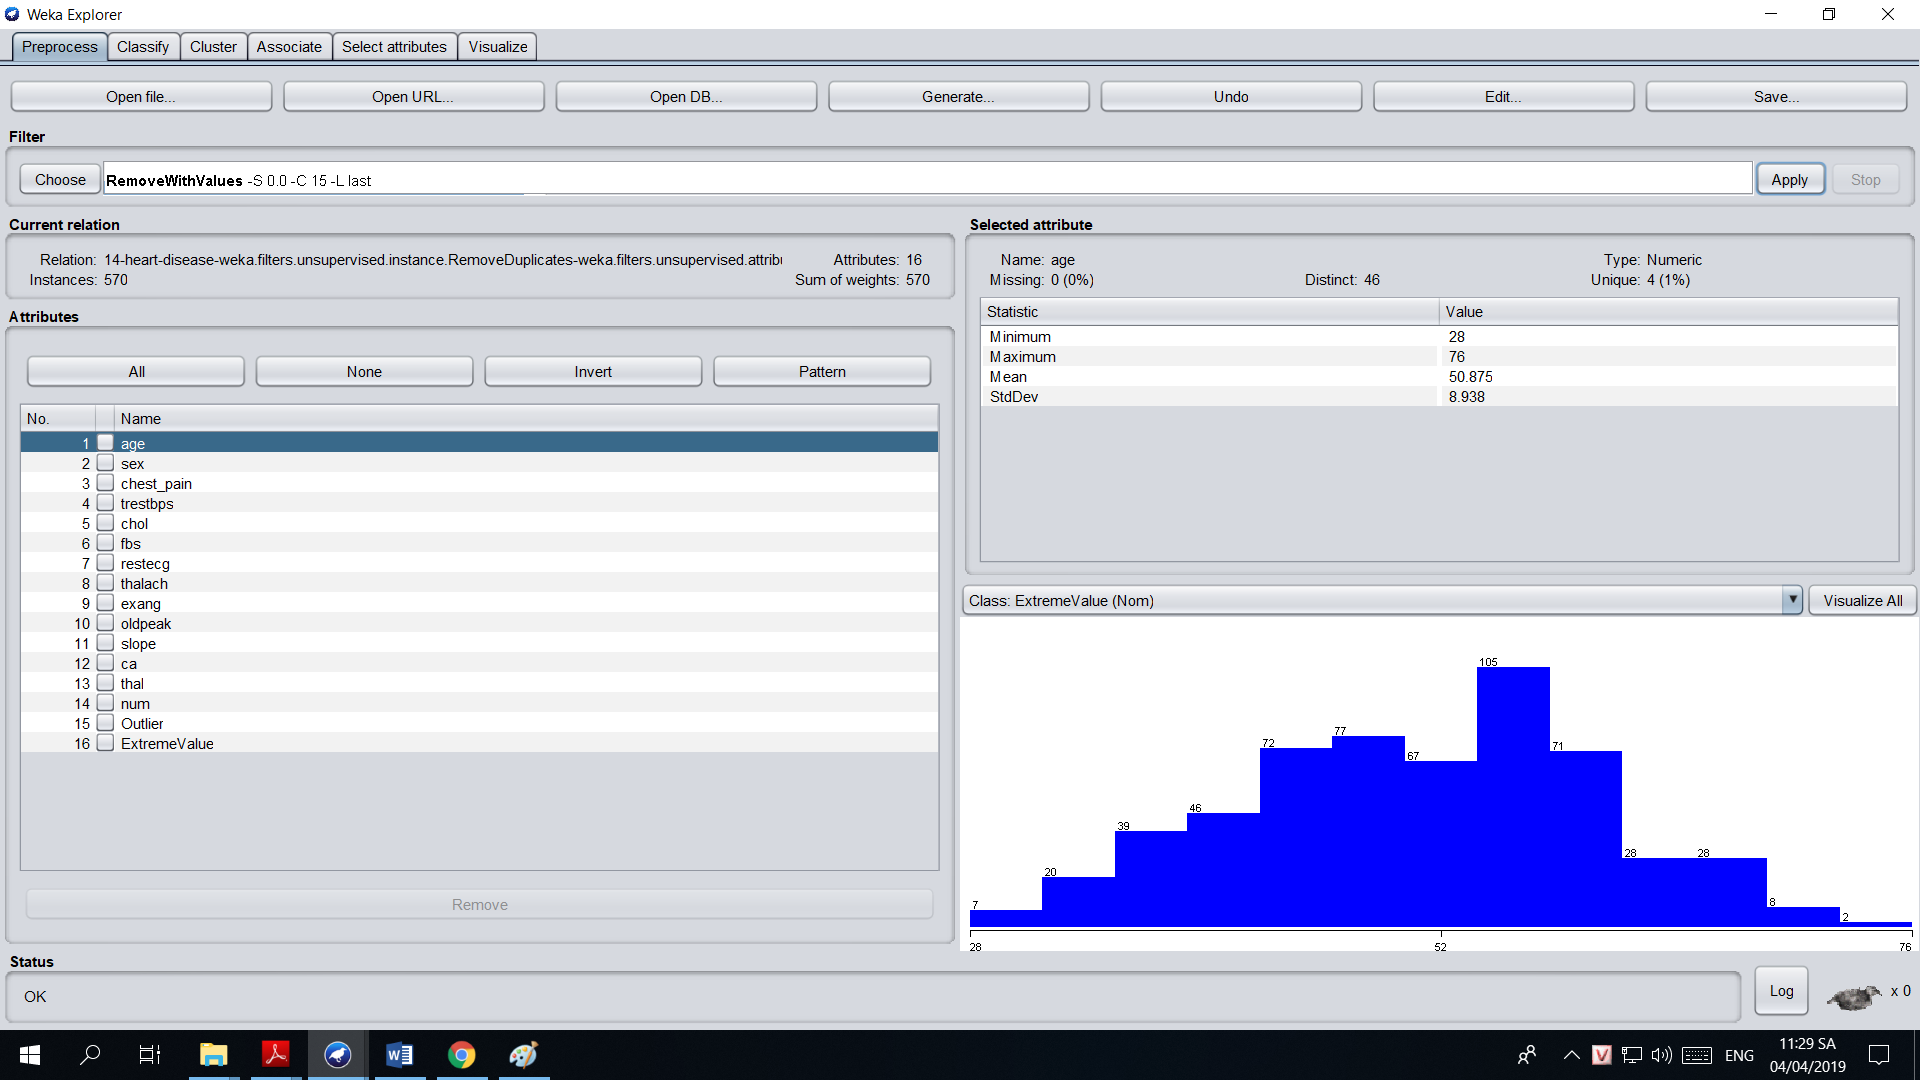 Weka Explorer
Preprocess Classify Cluster Associate Select attributes Visualize
Open file... Open URL... Open DB... Generate... Undo Edit... Save...
Filter
Choose RemoveWithValues -S 0.0 -C 15 -L last Apply Stop
Current relation
Relation: 14-heart-disease-weka.filters.unsupervised.instance.RemoveDuplicates-weka.filters.unsupervised.attribu Attributes: 16
Instances: 570 Sum of weights: 570
Attributes
All None Invert Pattern
No. Name
1 age
2 sex
3 chest_pain
4 trestbps
5 chol
6 fbs
7 restecg
8 thalach
9 exang
10 oldpeak
11 slope
12 ca
13 thal
14 num
15 Outlier
16 ExtremeValue
Remove
Selected attribute
Name: age Type: Numeric
Missing: 0 (0%) Distinct: 46 Unique: 4 (1%)
Statistic Value
Minimum 28
Maximum 76
Mean 50.875
StdDev 8.938
Class: ExtremeValue (Nom) Visualize All
7 20 39 46 72 77 67 105 71 28 28 8 2
28 52 76
Status
OK
Log x 0
ENG
11:29 SA
04/04/2019